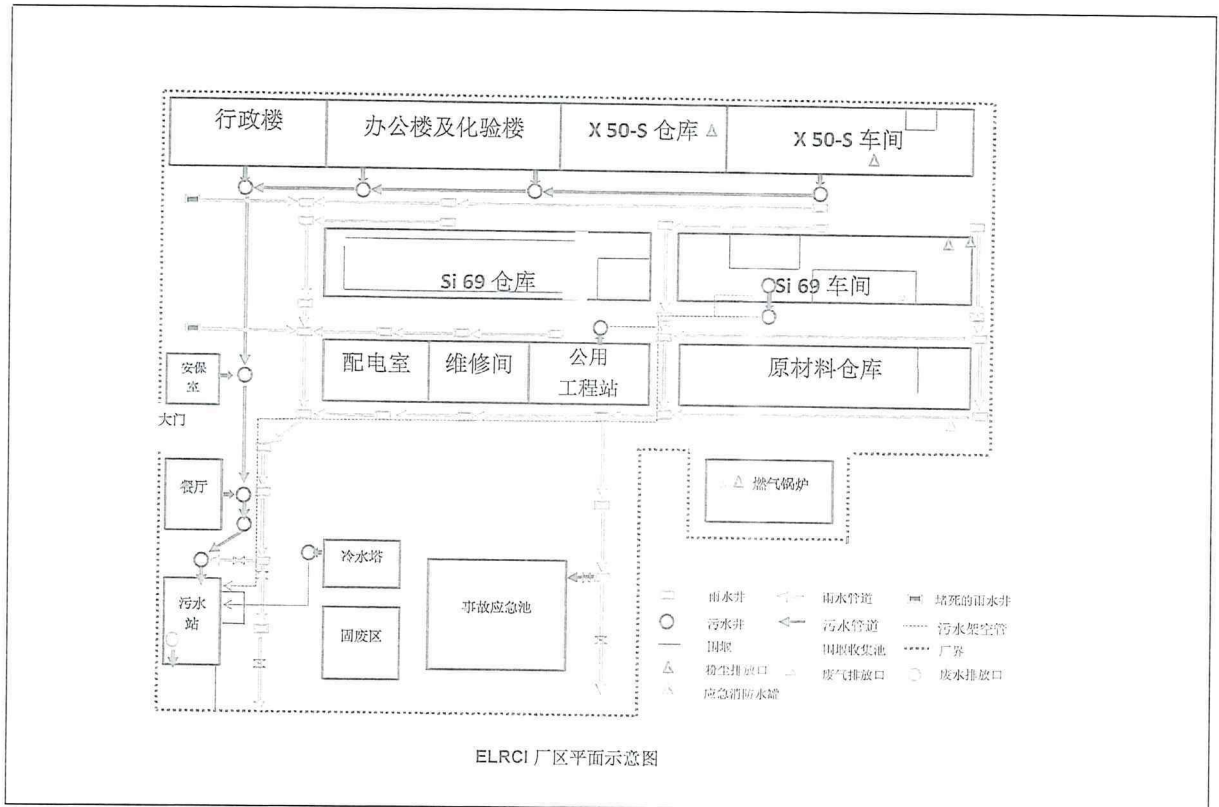 行政楼
办公楼及化验楼
X 50-S 仓库
X 50-S 车间
Si 69 仓库
Si 69 车间
配电室
维修间
公用
工程站
原材料仓库
安保
室
大门
餐厅
燃气锅炉
冷水塔
污水
站
固废区
事故应急池
雨水井
雨水管道
堵死的雨水井
污水井
污水管道
污水架空管
围堰
围堰收集池
厂界
粉尘排放口
废气排放口
废水排放口
应急消防水罐
ELRCI 厂区平面示意图